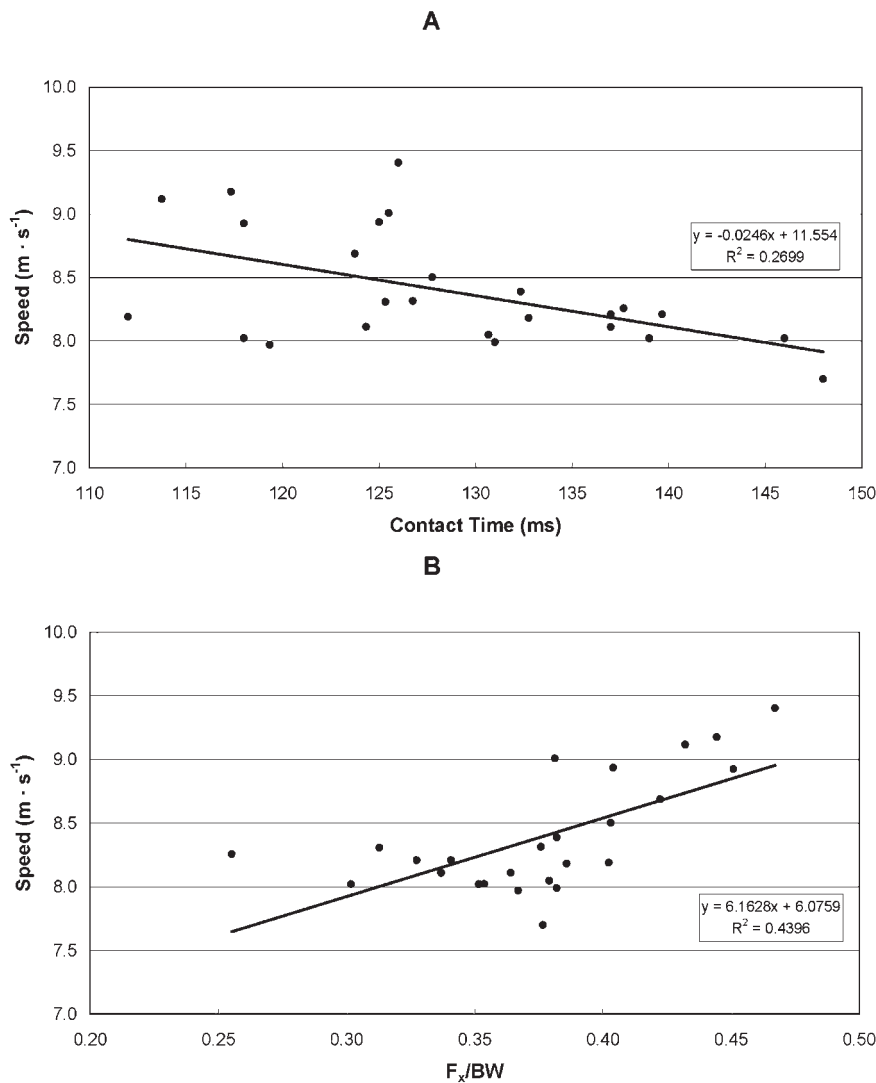 A
10.0
9.5
9.0
8.5
8.0
7.5
7.0
Speed (m · s⁻¹)
y = -0.0246x + 11.554
R² = 0.2699
110 115 120 125 130 135 140 145 150
Contact Time (ms)
B
10.0
9.5
9.0
8.5
8.0
7.5
7.0
Speed (m · s⁻¹)
y = 6.1628x + 6.0759
R² = 0.4396
0.20 0.25 0.30 0.35 0.40 0.45 0.50
Fₓ/BW